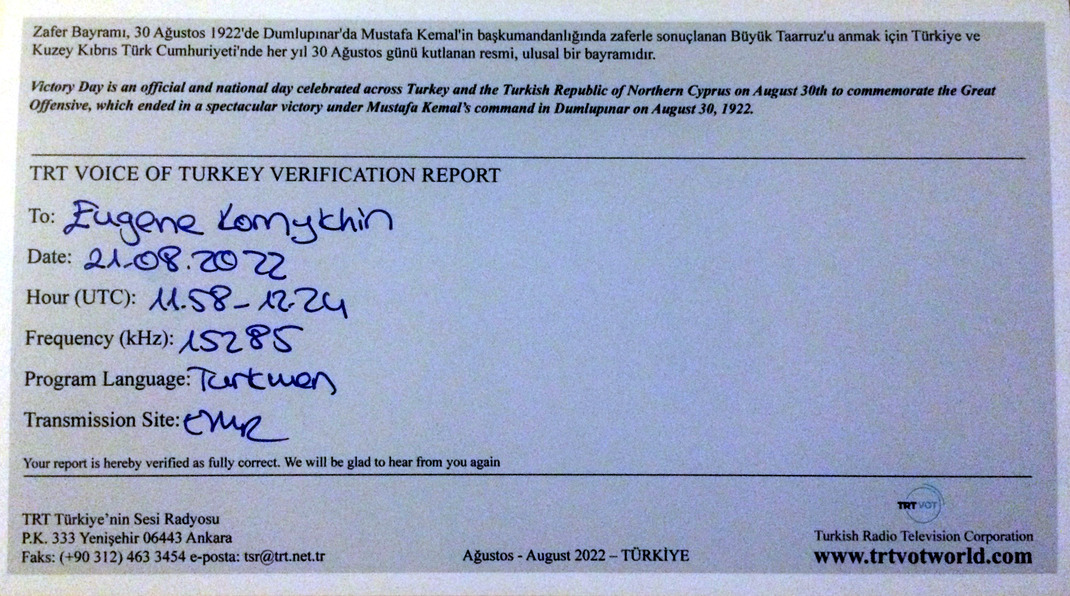 Zafer Bayramı, 30 Ağustos 1922'de Dumlupınar'da Mustafa Kemal'in başkumandanlığında zaferle sonuçlanan Büyük Taarruz'u anmak için Türkiye ve
Kuzey Kıbrıs Türk Cumhuriyeti'nde her yıl 30 Ağustos günü kutlanan resmi, ulusal bir bayramıdır.
Victory Day is an official and national day celebrated across Turkey and the Turkish Republic of Northern Cyprus on August 30th to commemorate the Great
Offensive, which ended in a spectacular victory under Mustafa Kemal's command in Dumlupınar on August 30, 1922.
TRT VOICE OF TURKEY VERIFICATION REPORT
To: Eugene Komykhin
Date: 21.08.2022
Hour (UTC): 11.58-12.24
Frequency (kHz): 15285
Program Language: Turkmen
Transmission Site: EMR
Your report is hereby verified as fully correct. We will be glad to hear from you again
TRT VOT
TRT Türkiye'nin Sesi Radyosu
P.K. 333 Yenişehir 06443 Ankara
Faks: (+90 312) 463 3454 e-posta: tsr@trt.net.tr
Ağustos - August 2022 – TÜRKİYE
Turkish Radio Television Corporation
www.trtvotworld.com